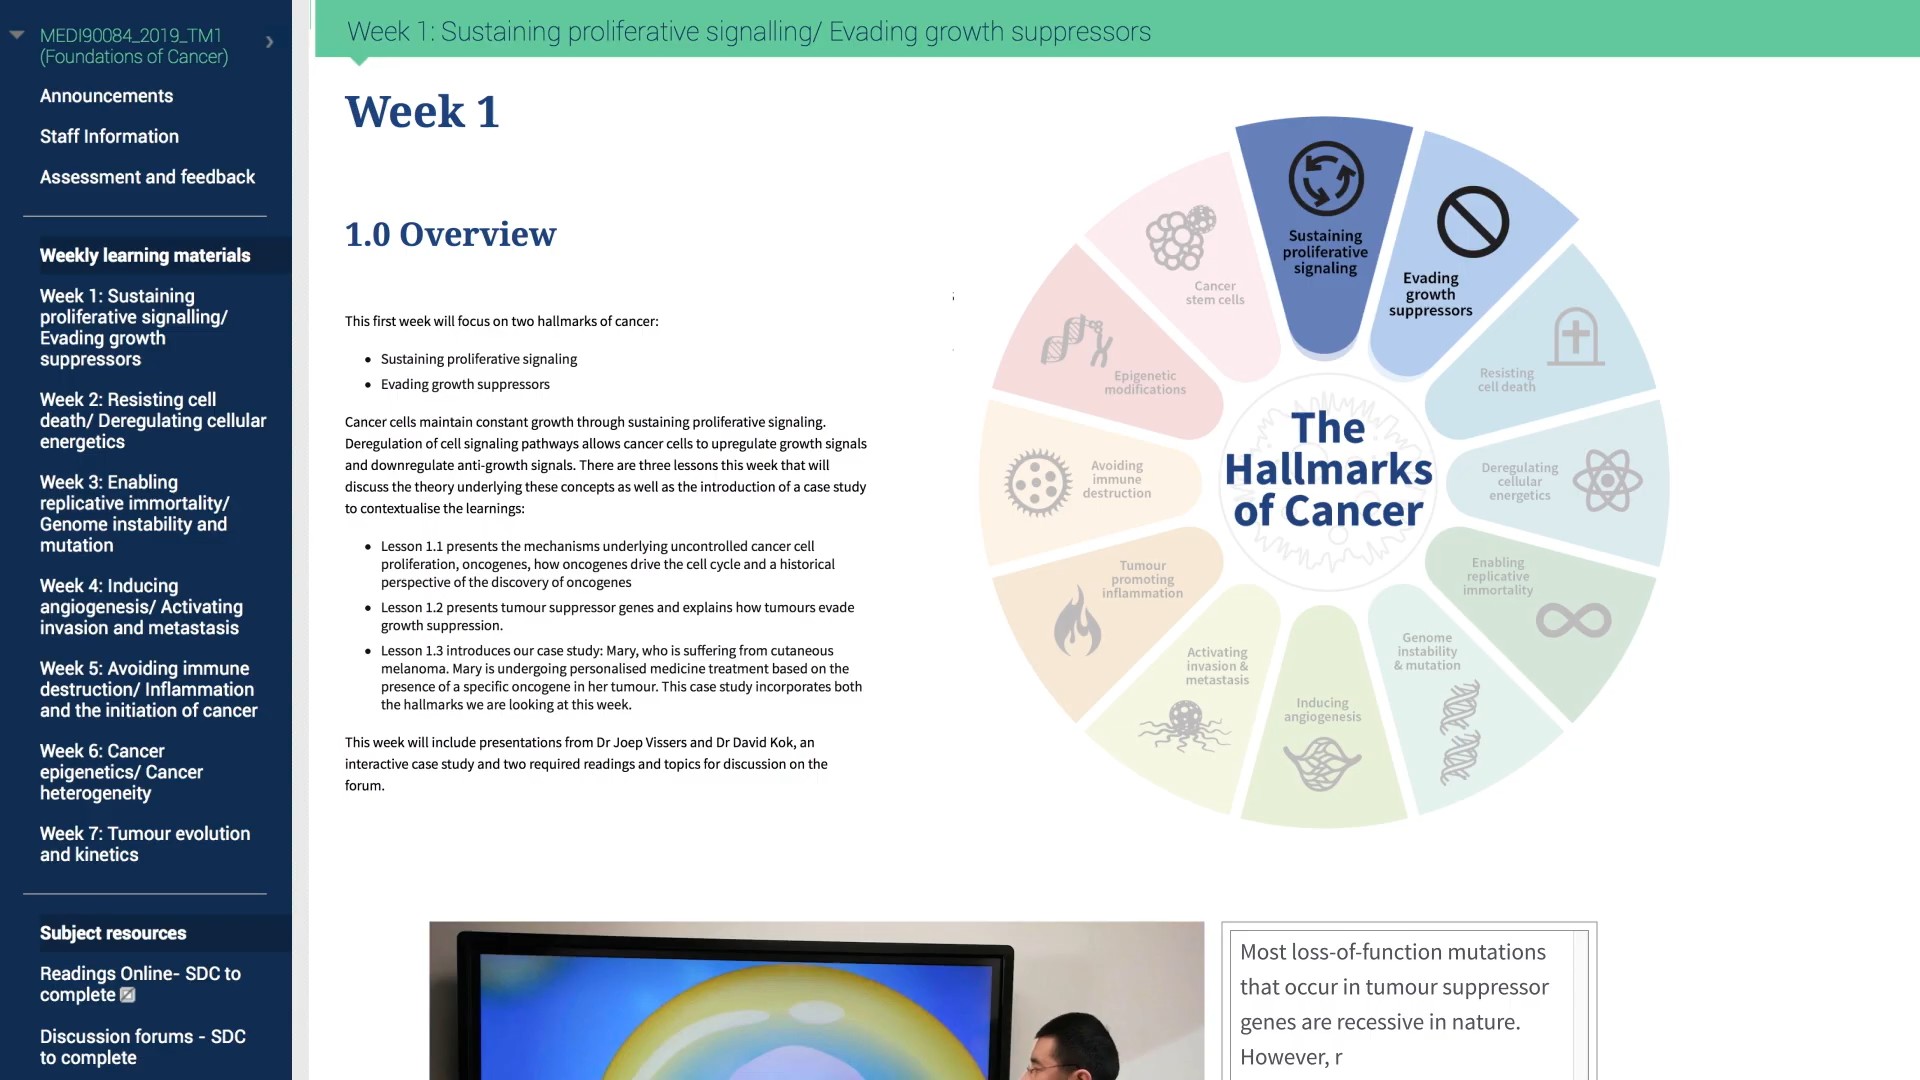 MEDI90084_2019_TM1
(Foundations of Cancer)
Announcements
Staff Information
Assessment and feedback
Weekly learning materials
Week 1: Sustaining
proliferative signalling/
Evading growth
suppressors
Week 2: Resisting cell
death/ Deregulating cellular
energetics
Week 3: Enabling
replicative immortality/
Genome instability and
mutation
Week 4: Inducing
angiogenesis/ Activating
invasion and metastasis
Week 5: Avoiding immune
destruction/ Inflammation
and the initiation of cancer
Week 6: Cancer
epigenetics/ Cancer
heterogeneity
Week 7: Tumour evolution
and kinetics
Subject resources
Readings Online- SDC to
complete
Discussion forums - SDC
to complete
Week 1: Sustaining proliferative signalling/ Evading growth suppressors
Week 1
1.0 Overview
This first week will focus on two hallmarks of cancer:
• Sustaining proliferative signaling
• Evading growth suppressors
Cancer cells maintain constant growth through sustaining proliferative signaling.
Deregulation of cell signaling pathways allows cancer cells to upregulate growth signals
and downregulate anti-growth signals. There are three lessons this week that will
discuss the theory underlying these concepts as well as the introduction of a case study
to contextualise the learnings:
• Lesson 1.1 presents the mechanisms underlying uncontrolled cancer cell
proliferation, oncogenes, how oncogenes drive the cell cycle and a historical
perspective of the discovery of oncogenes
• Lesson 1.2 presents tumour suppressor genes and explains how tumours evade
growth suppression.
• Lesson 1.3 introduces our case study: Mary, who is suffering from cutaneous
melanoma. Mary is undergoing personalised medicine treatment based on the
presence of a specific oncogene in her tumour. This case study incorporates both
the hallmarks we are looking at this week.
This week will include presentations from Dr Joep Vissers and Dr David Kok, an
interactive case study and two required readings and topics for discussion on the
forum.
The
Hallmarks
of Cancer
Sustaining
proliferative
signaling
Evading
growth
suppressors
Resisting
cell death
Deregulating
cellular
energetics
Enabling
replicative
immortality
Genome
instability
& mutation
Inducing
angiogenesis
Activating
invasion &
metastasis
Tumour
promoting
inflammation
Avoiding
immune
destruction
Epigenetic
modifications
Cancer
stem cells
Most loss-of-function mutations
that occur in tumour suppressor
genes are recessive in nature.
However, r